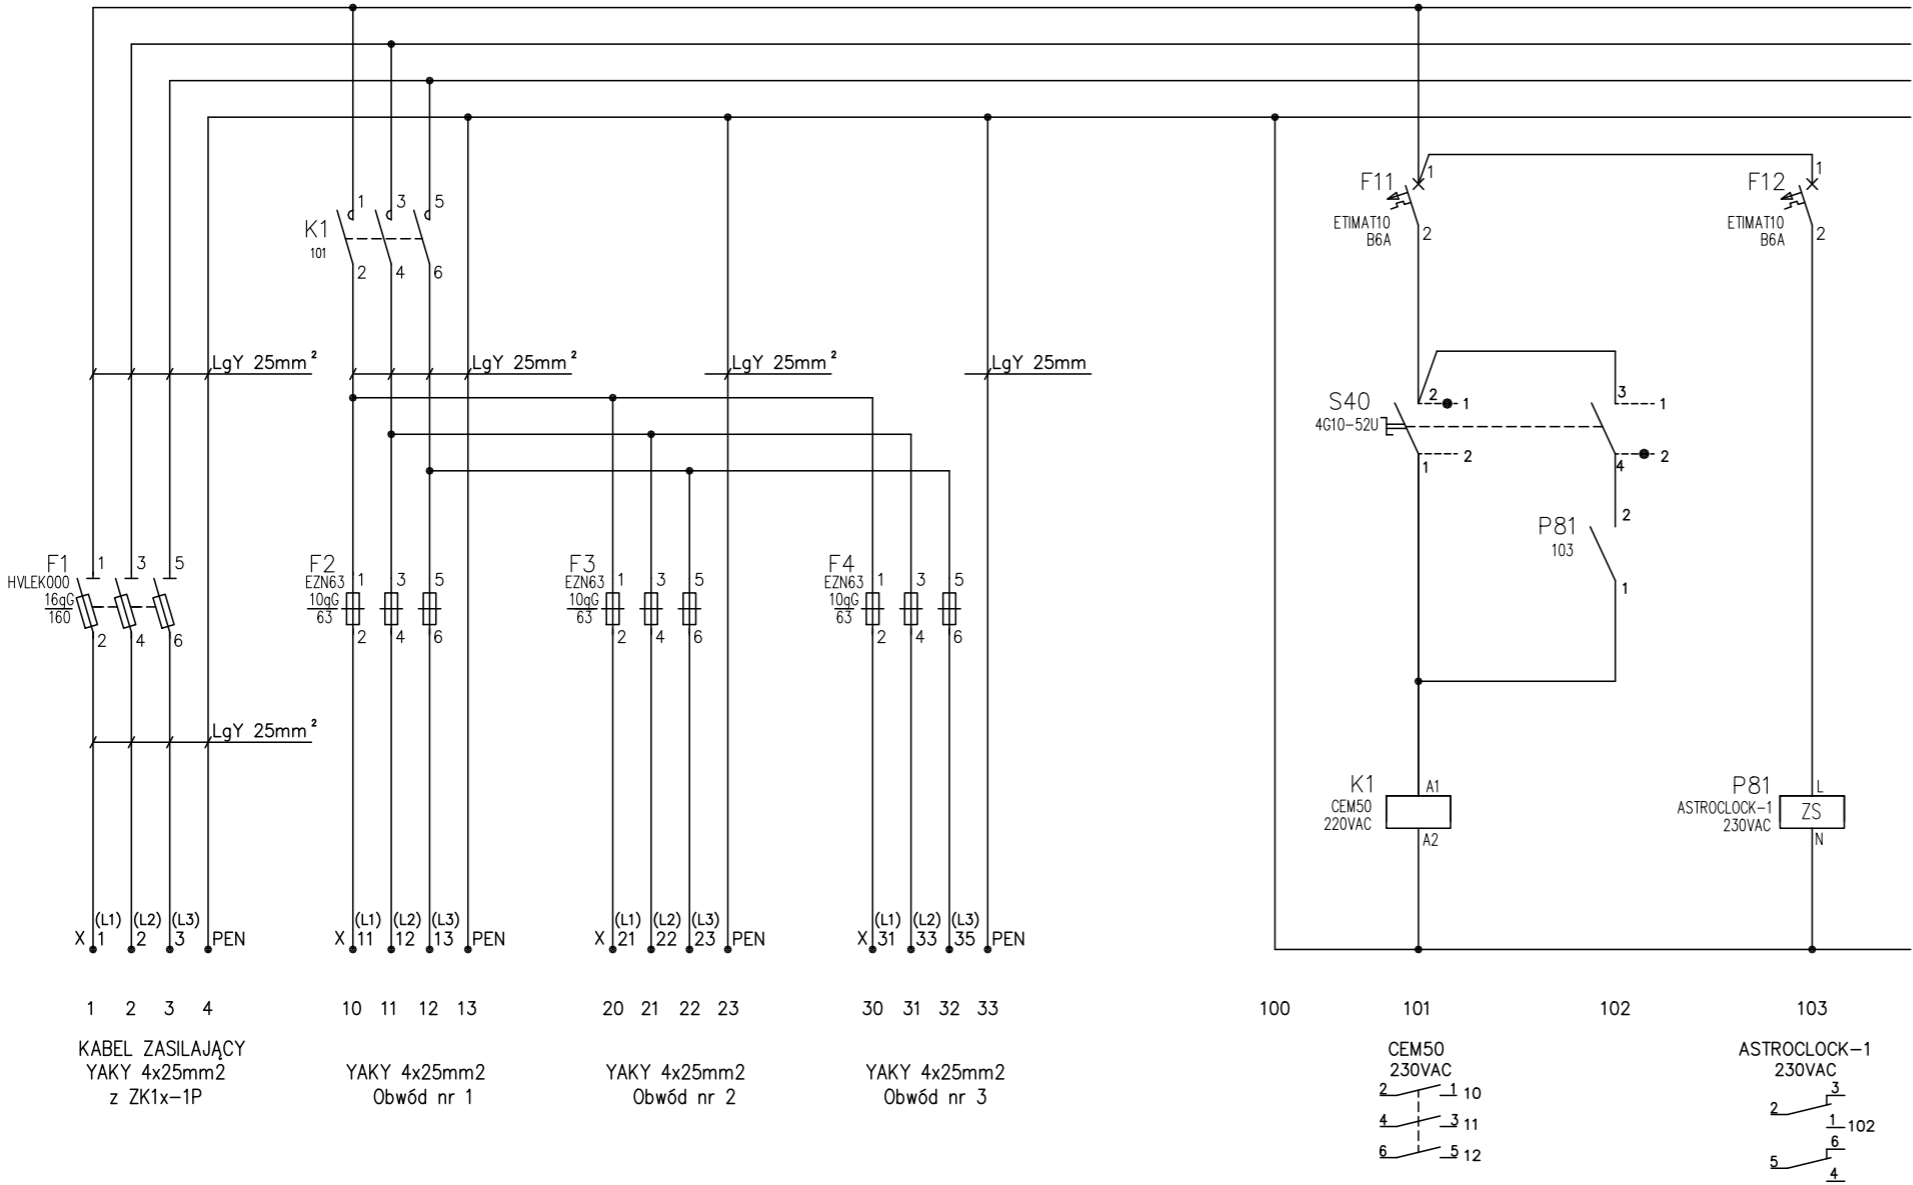 F11
1
ETIMAT10
B6A
2
F12
1
ETIMAT10
B6A
2
K1
101
1 3 5
2 4 6
LgY 25mm²
LgY 25mm²
LgY 25mm²
LgY 25mm
S40
4G10-52U
2 1
1 2
3 1
4 2
P81
103
2
1
F1
HVLEK000
16gG
160
1 3 5
2 4 6
F2
EZN63
10gG
63
1 3 5
2 4 6
F3
EZN63
10gG
63
1 3 5
2 4 6
F4
EZN63
10gG
63
1 3 5
2 4 6
LgY 25mm²
K1
CEM50
220VAC
A1
A2
P81
ASTROCLOCK-1
230VAC
L
ZS
N
(L1) (L2) (L3)
X 1 2 3 PEN
(L1) (L2) (L3)
X 11 12 13 PEN
(L1) (L2) (L3)
X 21 22 23 PEN
(L1) (L2) (L3)
X 31 33 35 PEN
1 2 3 4 10 11 12 13 20 21 22 23 30 31 32 33 100 101 102 103
KABEL ZASILAJĄCY
YAKY 4x25mm2
z ZK1x-1P
YAKY 4x25mm2
Obwód nr 1
YAKY 4x25mm2
Obwód nr 2
YAKY 4x25mm2
Obwód nr 3
CEM50
230VAC
2 1 10
4 3 11
6 5 12
ASTROCLOCK-1
230VAC
3
2
1 102
6
5
4